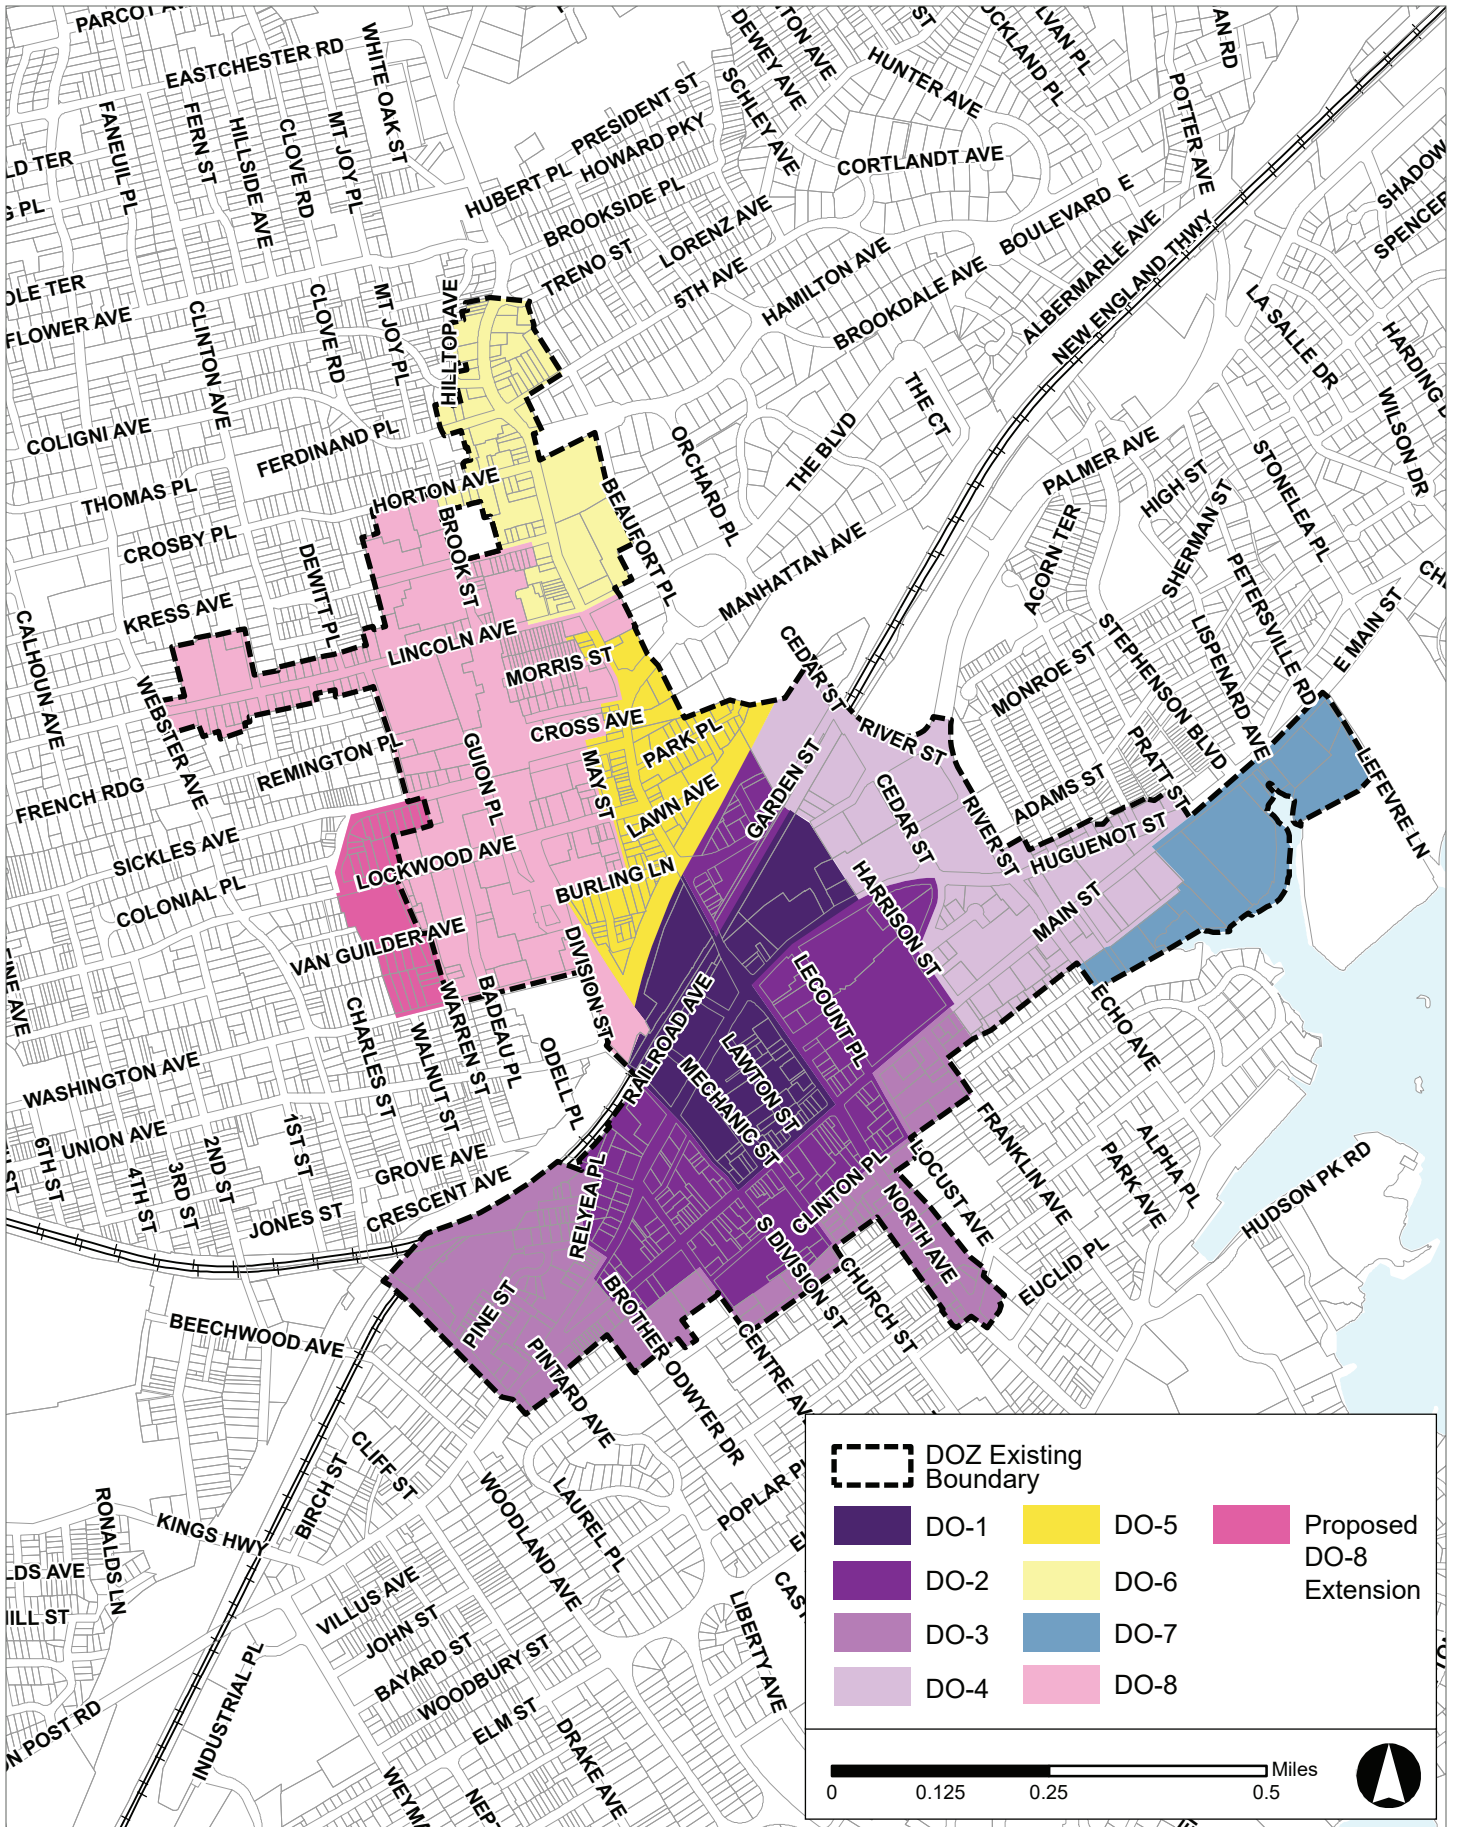 EASTCHESTER RD
WHITE OAK ST
FANEUIL PL
FERN ST
HILLSIDE AVE
CLOVE RD
MT JOY PL
PRESIDENT ST
HOWARD PKY
HUBERT PL
BROOKSIDE PL
TRENO ST
LORENZ AVE
5TH AVE
DEWEY AVE
SCHLEY AVE
HUNTER AVE
CORTLANDT AVE
HAMILTON AVE
BROOKDALE AVE
BOULEVARD E
ALBERMARLE AVE
NEW ENGLAND THWY
POTTER AVE
AN RD
LVAN PL
OCKLAND PL
TON AVE
ST
LD TER
G PL
OLE TER
FLOWER AVE
SHADOW
SPENCER
LA SALLE DR
HARDING D
WILSON DR
STONELEA PL
CLINTON AVE
CLOVE RD
MT JOY PL
HILLTOP AVE
COLIGNI AVE
FERDINAND PL
THOMAS PL
HORTON AVE
CROSBY PL
BROOK ST
DEWITT PL
KRESS AVE
LINCOLN AVE
MORRIS ST
CROSS AVE
BEAUFORT PL
ORCHARD PL
THE BLVD
THE CT
MANHATTAN AVE
PALMER AVE
HIGH ST
SHERMAN ST
ACORN TER
PETERSVILLE RD
LISPENARD AVE
E MAIN ST
MONROE ST
STEPHENSON BLVD
PRATT ST
ADAMS ST
LEFEVRE LN
CALHOUN AVE
WEBSTER AVE
FRENCH RDG
REMINGTON PL
SICKLES AVE
COLONIAL PL
GUION PL
LOCKWOOD AVE
VAN GUILDER AVE
MAY ST
PARK PL
LAWN AVE
BURLING LN
DIVISION ST
CEDAR ST
GARDEN ST
RIVER ST
CEDAR ST
RIVER ST
HUGUENOT ST
MAIN ST
HARRISON ST
LECOUNT PL
RAILROAD AVE
LAWTON ST
MECHANIC ST
ECHO AVE
WASHINGTON AVE
UNION AVE
CHARLES ST
WALNUT ST
WARREN ST
BADEAU PL
ODELL PL
GROVE AVE
CRESCENT AVE
JONES ST
1ST ST
2ND ST
3RD ST
4TH ST
6TH ST
RELYEA PL
CLINTON PL
S DIVISION ST
NORTH AVE
LOCUST AVE
FRANKLIN AVE
PARK AVE
ALPHA PL
EUCLID PL
HUDSON PK RD
CHURCH ST
CENTRE AV
BROTHER ODWYER DR
PINE ST
PINTARD AVE
BEECHWOOD AVE
CLIFF ST
BIRCH ST
KINGS HWY
RONALDS LN
LDS AVE
WOODLAND AVE
LAUREL PL
POPLAR PL
LIBERTY AVE
VILLUS AVE
JOHN ST
BAYARD ST
WOODBURY ST
ELM ST
DRAKE AVE
INDUSTRIAL PL
N POST RD
DOZ Existing
Boundary
DO-1
DO-2
DO-3
DO-4
DO-5
DO-6
DO-7
DO-8
Proposed
DO-8
Extension
Miles
0 0.125 0.25 0.5